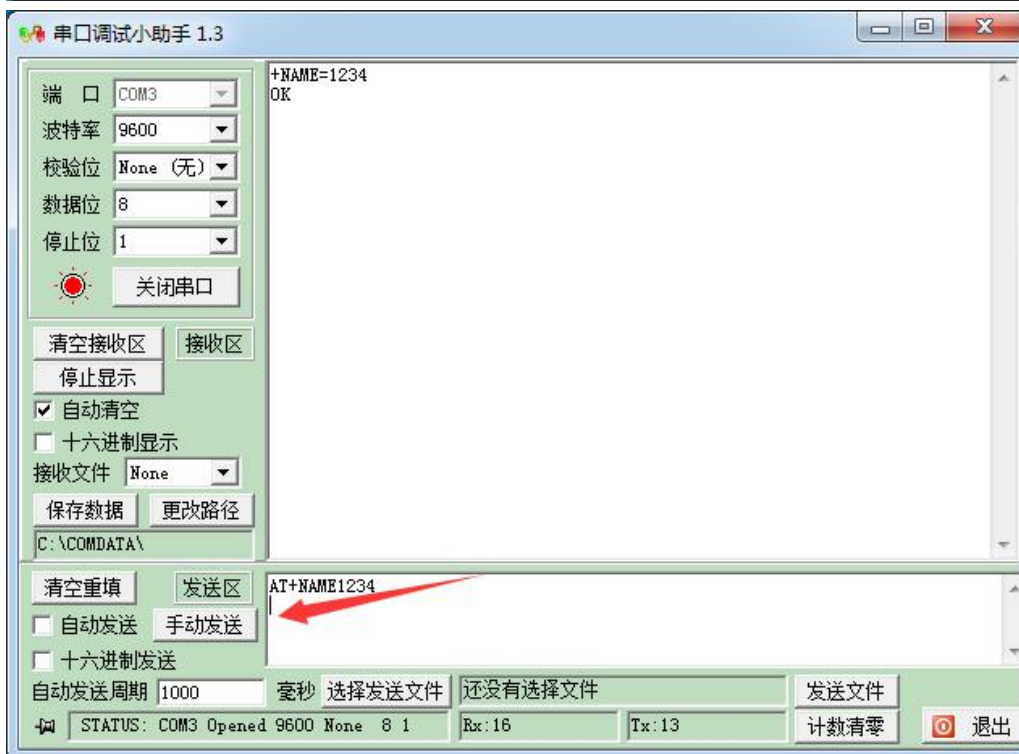 串口调试小助手 1.3
端 口 COM3
波特率 9600
校验位 None (无)
数据位 8
停止位 1
关闭串口
清空接收区 接收区
停止显示
自动清空
十六进制显示
接收文件 None
保存数据 更改路径
C:\COMDATA\
+NAME=1234
OK
清空重填 发送区
自动发送 手动发送
十六进制发送
AT+NAME1234
自动发送周期 1000 毫秒 选择发送文件 还没有选择文件 发送文件
STATUS: COM3 Opened 9600 None 8 1 Rx:16 Tx:13 计数清零 退出